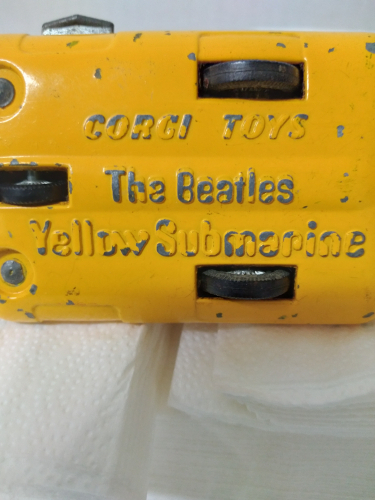 CORGI TOYS
The Beatles
Yellow Submarine